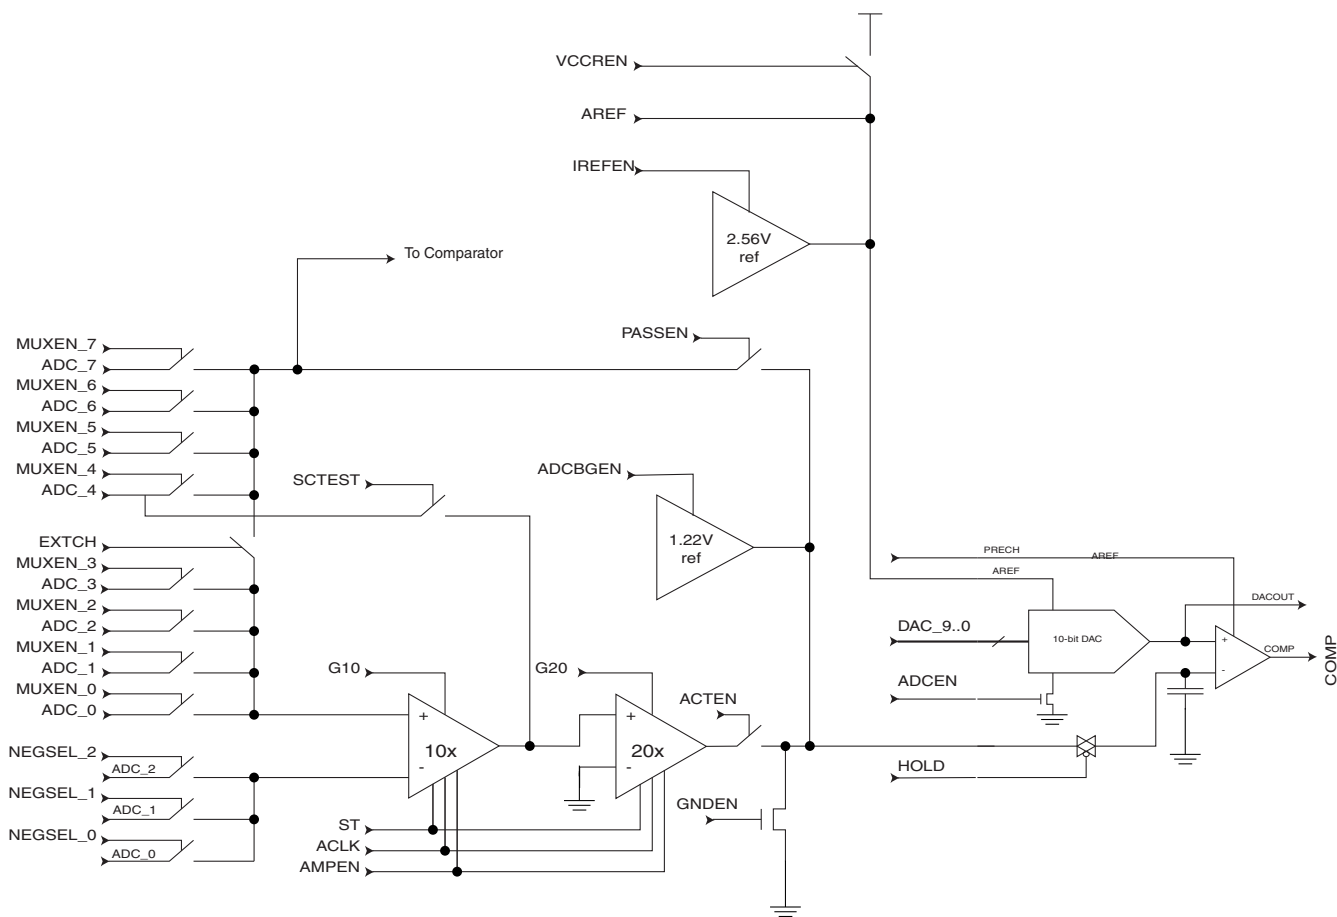 VCCREN
AREF
IREFEN
2.56V
ref
To Comparator
PASSEN
MUXEN_7
ADC_7
MUXEN_6
ADC_6
MUXEN_5
ADC_5
MUXEN_4
ADC_4
SCTEST
ADCBGEN
1.22V
ref
EXTCH
MUXEN_3
ADC_3
MUXEN_2
ADC_2
MUXEN_1
ADC_1
MUXEN_0
ADC_0
PRECH
AREF
AREF
DACOUT
DAC_9..0
10-bit DAC
+
-
COMP
COMP
ADCEN
G10
G20
ACTEN
+
10x
-
+
20x
-
NEGSEL_2
ADC_2
NEGSEL_1
ADC_1
NEGSEL_0
ADC_0
HOLD
GNDEN
ST
ACLK
AMPEN